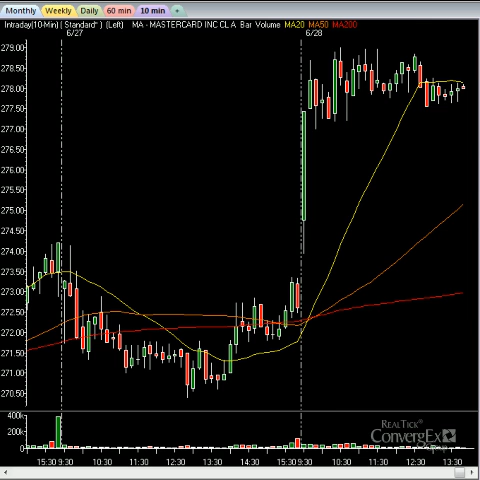 Monthly Weekly Daily 60 min 10 min +
Intraday(10-Min) ( Standard* ) (Left) MA - MASTERCARD INC CL A Bar Volume MA20 MA50 MA200
6/27 6/28
279.00
278.50
278.00
277.50
277.00
276.50
276.00
275.50
275.00
274.50
274.00
273.50
273.00
272.50
272.00
271.50
271.00
270.50
400k
200k
0
REALTICK®
ConvergEx
Group
15:30 9:30 10:30 11:30 12:30 13:30 14:30 15:30 9:30 10:30 11:30 12:30 13:30